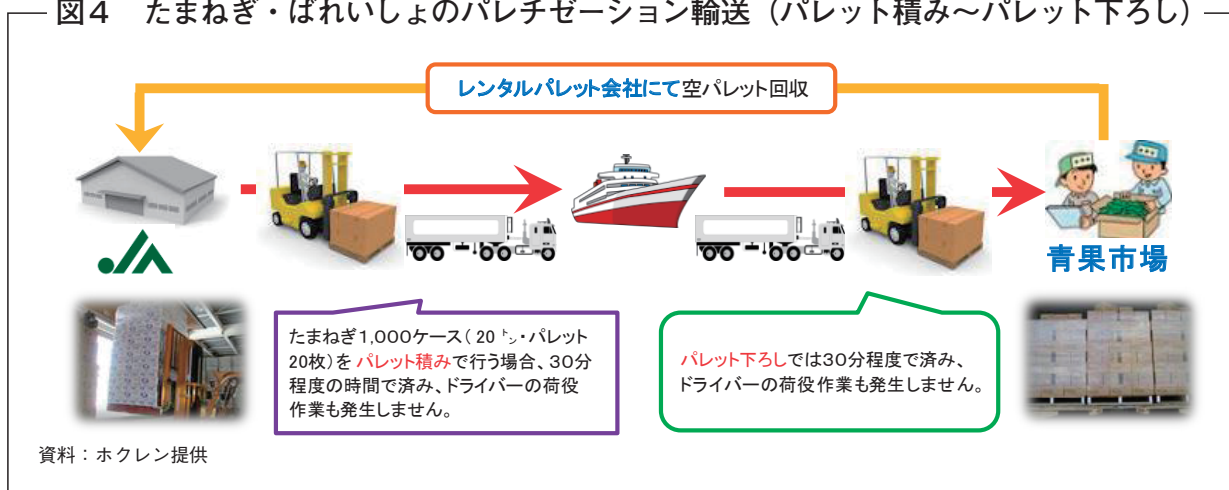 図4 たまねぎ・ばれいしょのパレチゼーション輸送（パレット積み〜パレット下ろし）
レンタルパレット会社にて空パレット回収
JA
青果市場
たまねぎ1,000ケース(20㌧・パレット
20枚)をパレット積みで行う場合、30分
程度の時間で済み、ドライバーの荷役
作業も発生しません。
パレット下ろしでは30分程度で済み、
ドライバーの荷役作業も発生しません。
資料：ホクレン提供